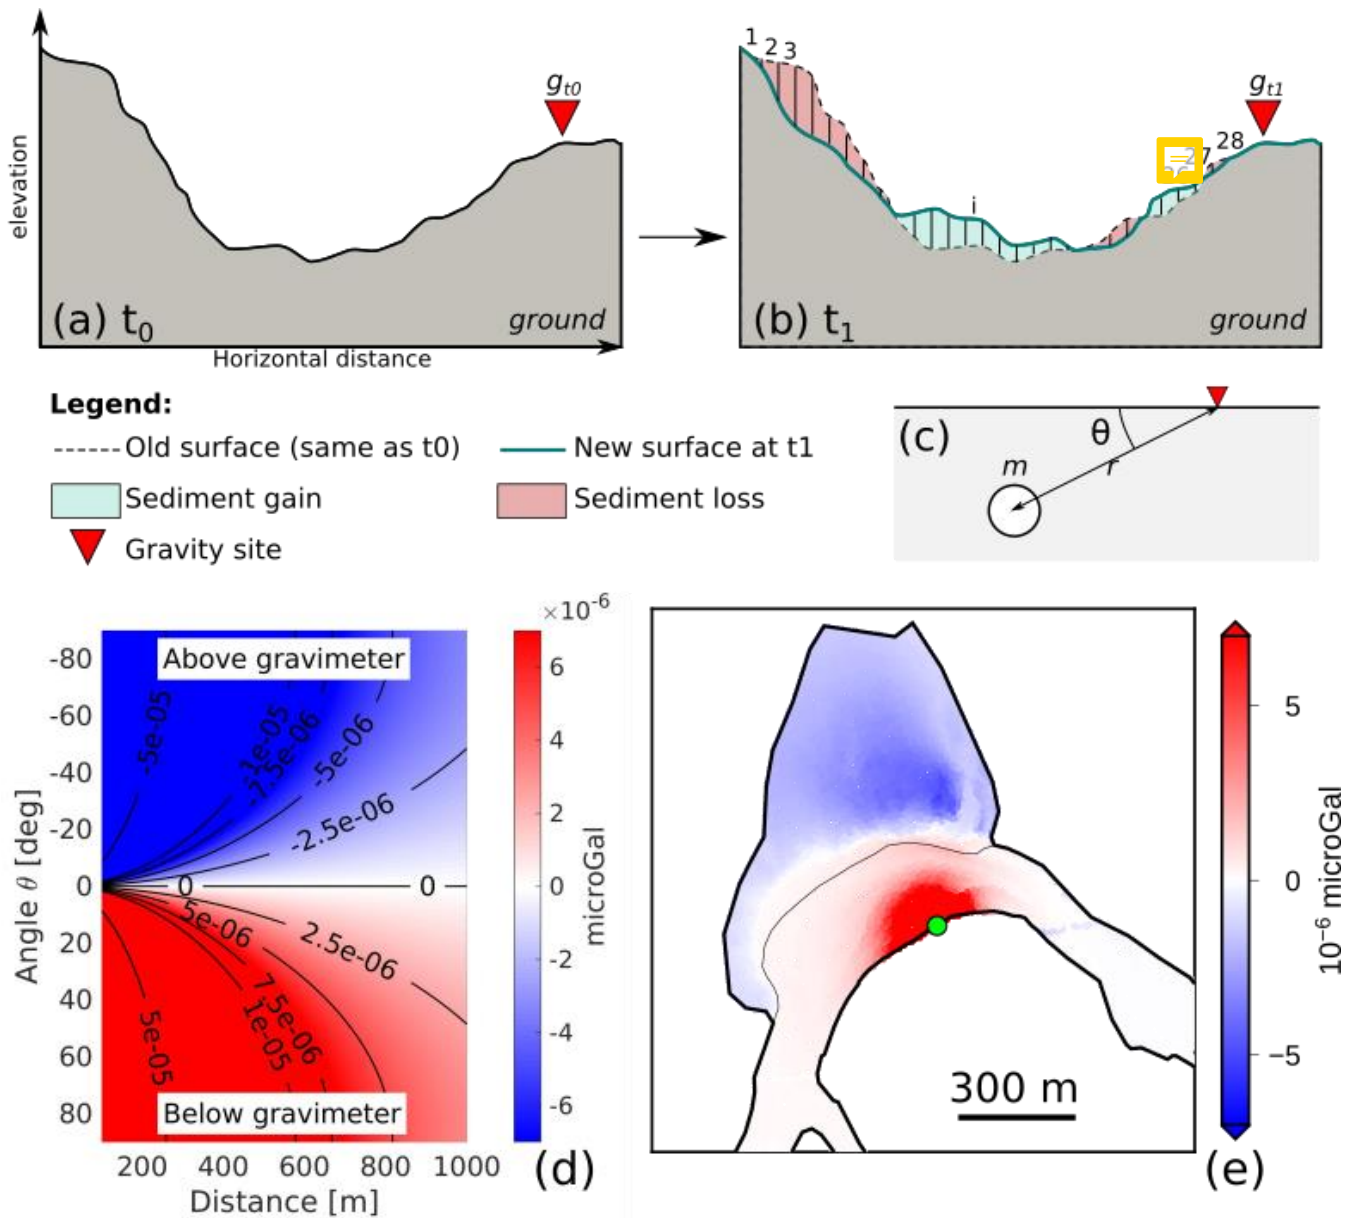 elevation
g_t0
(a) t_0
ground
Horizontal distance
1 2 3
i
27
28
g_t1
(b) t_1
ground
Legend:
Old surface (same as t0)
New surface at t1
Sediment gain
Sediment loss
Gravity site
(c)
θ
m
r
×10^-6
Above gravimeter
Below gravimeter
-80
-60
-40
-20
0
20
40
60
80
Angle θ [deg]
-5e-05
-1e-05
-7.5e-06
-5e-06
-2.5e-06
0
0
5e-06
2.5e-06
7.5e-06
1e-05
5e-05
200 400 600 800 1000
Distance [m]
6
4
2
0
-2
-4
-6
microGal
(d)
300 m
5
0
−5
10^−6 microGal
(e)